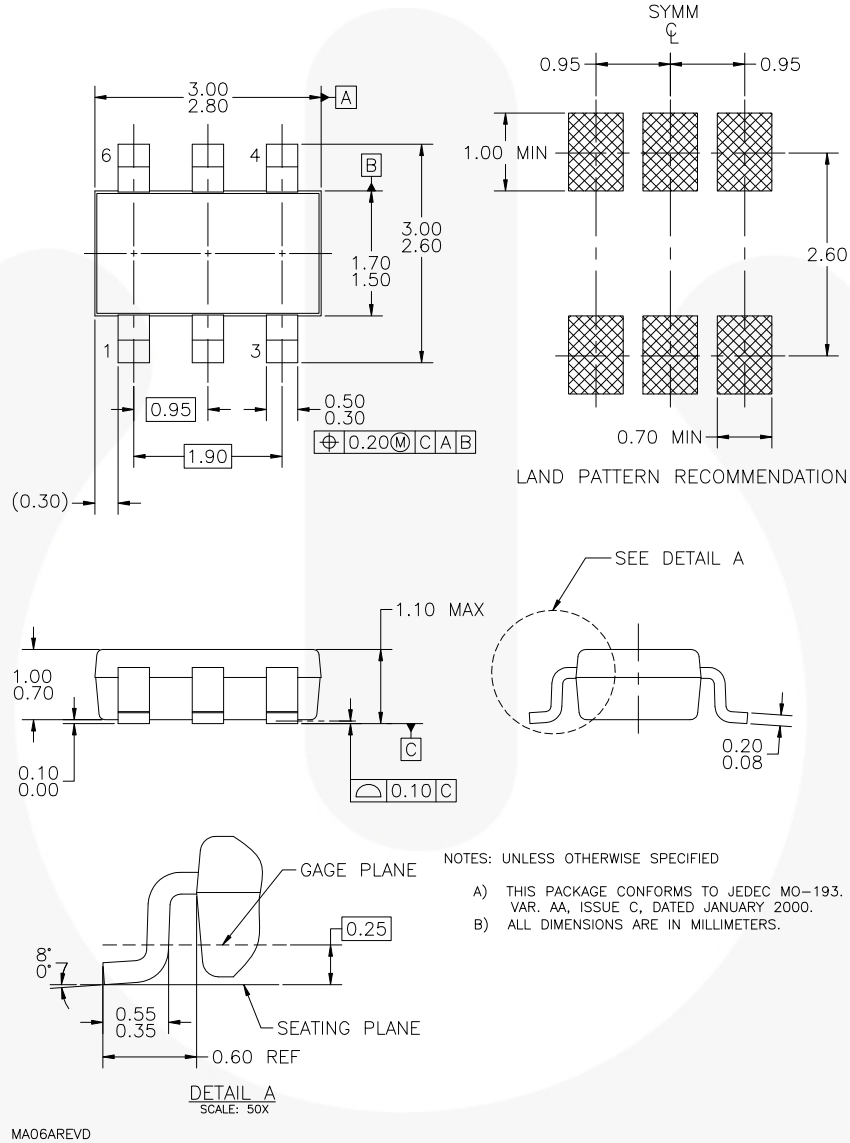 SYMM
℄
0.95
0.95
3.00
2.80
A
6
4
B
1.00 MIN
3.00
2.60
1.70
1.50
2.60
1
3
0.95
0.50
0.30
⌖ 0.20Ⓜ C A B
0.70 MIN
1.90
LAND PATTERN RECOMMENDATION
(0.30)
SEE DETAIL A
1.10 MAX
1.00
0.70
C
0.10
0.00
⌓ 0.10 C
0.20
0.08
GAGE PLANE
NOTES: UNLESS OTHERWISE SPECIFIED
A) THIS PACKAGE CONFORMS TO JEDEC MO-193.
VAR. AA, ISSUE C, DATED JANUARY 2000.
B) ALL DIMENSIONS ARE IN MILLIMETERS.
0.25
8°
0°
0.55
0.35
SEATING PLANE
0.60 REF
DETAIL A
SCALE: 50X
MA06AREVD